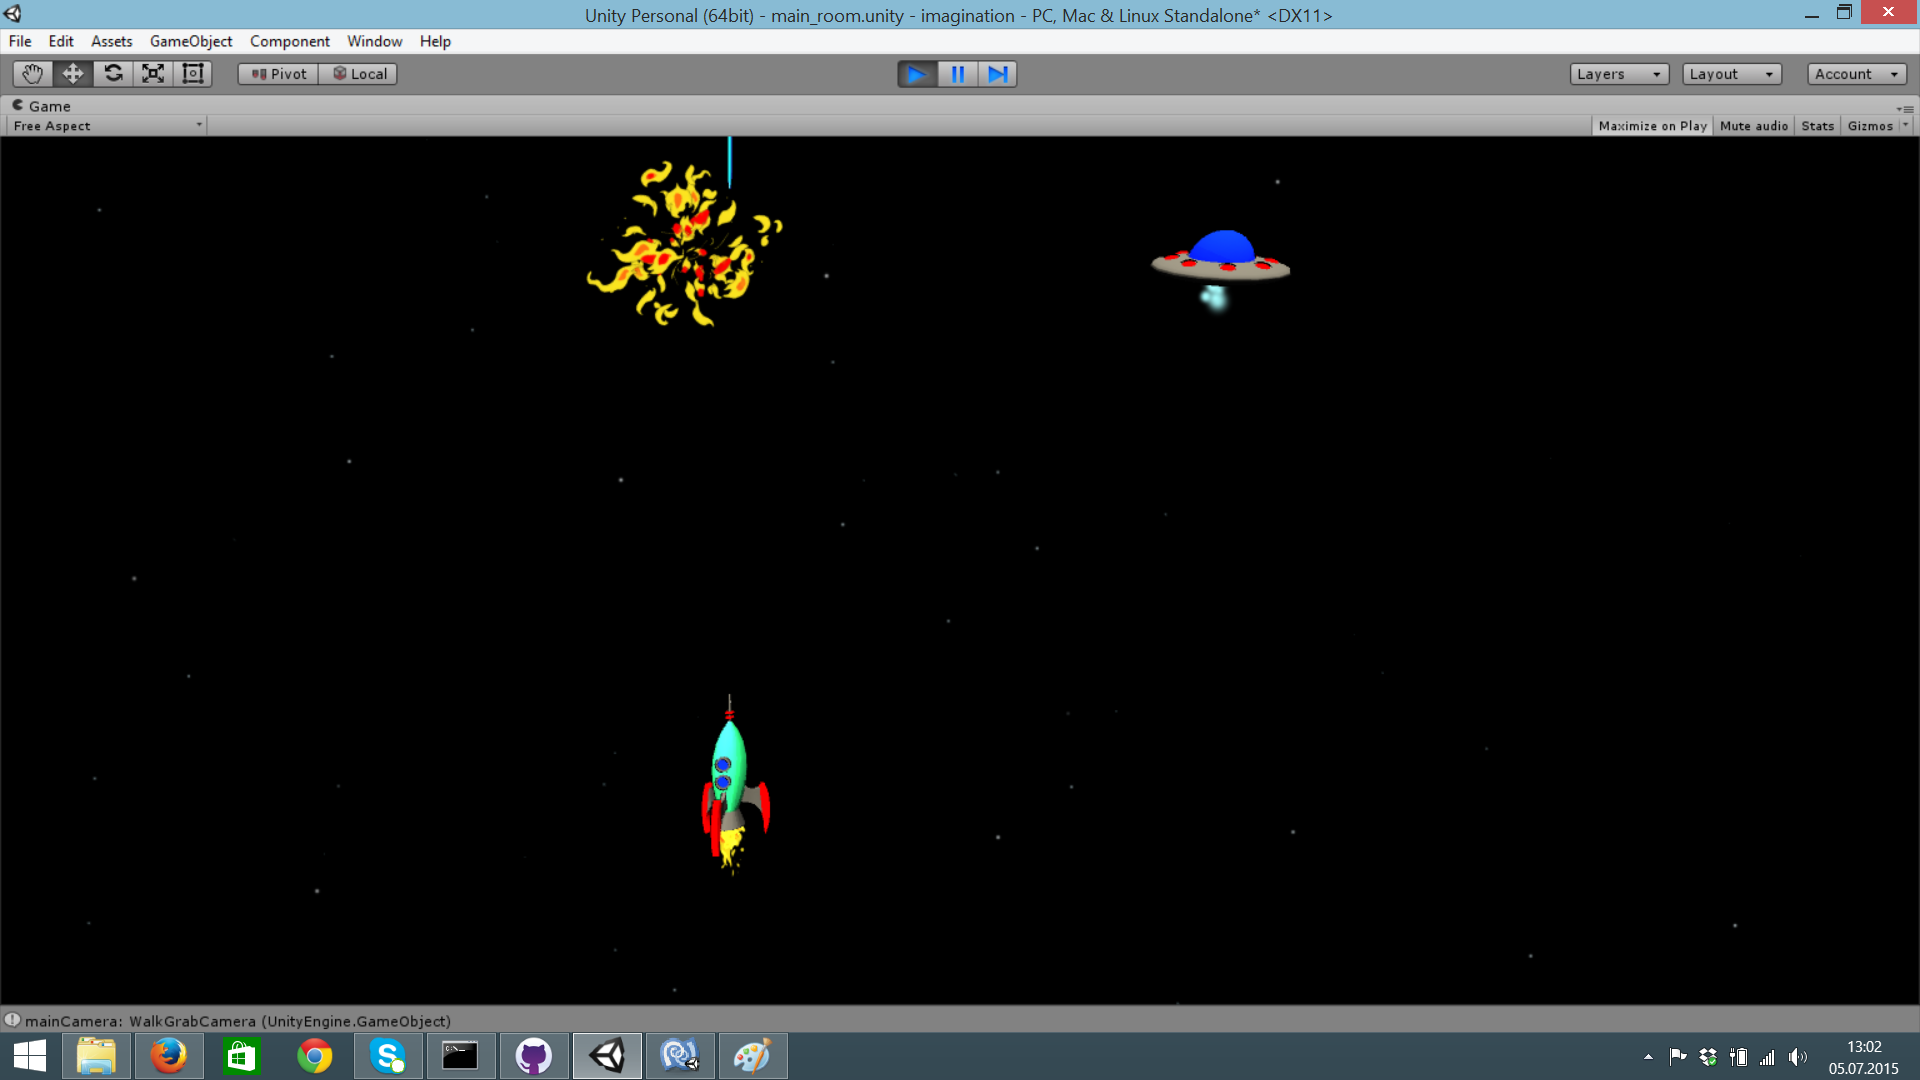 Unity Personal (64bit) - main_room.unity - imagination - PC, Mac & Linux Standalone* <DX11>
File Edit Assets GameObject Component Window Help
Pivot Local Layers Layout Account
Game
Free Aspect Maximize on Play Mute audio Stats Gizmos
mainCamera: WalkGrabCamera (UnityEngine.GameObject)
13:02
05.07.2015